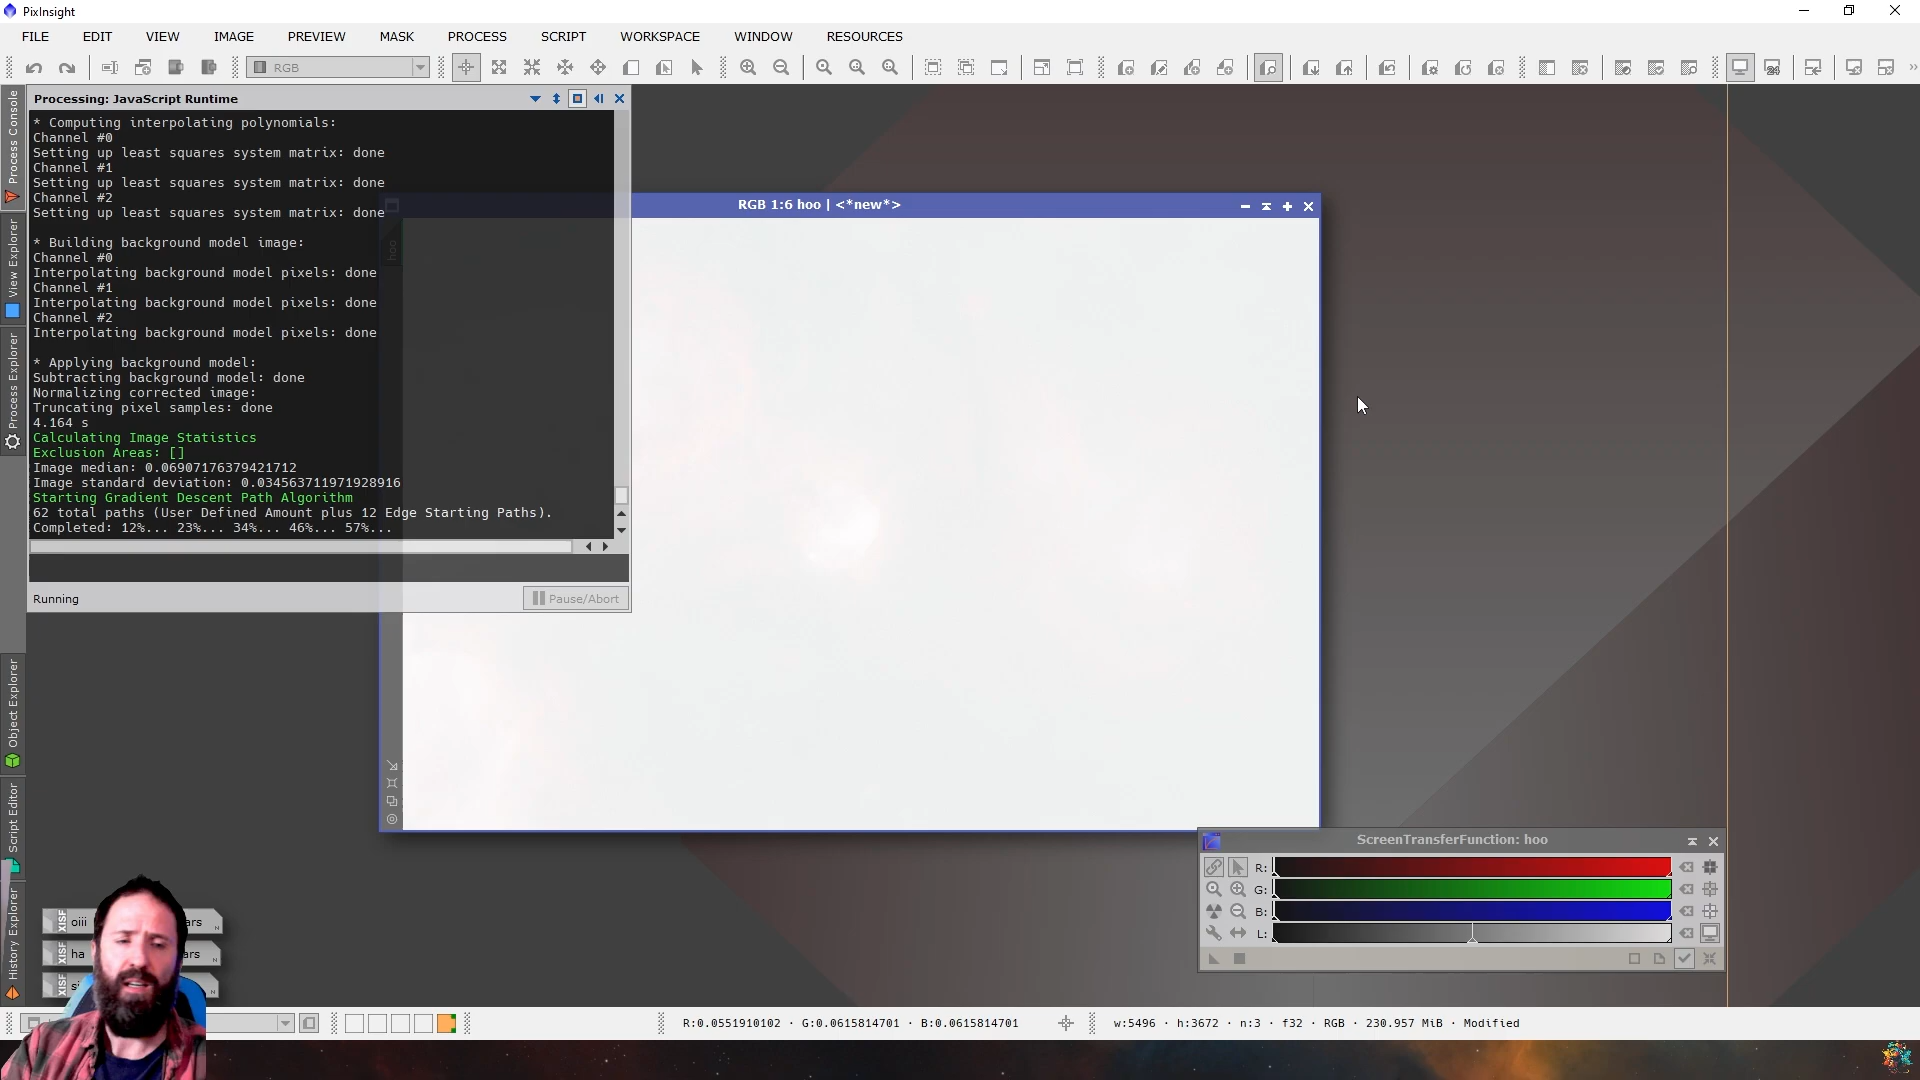 PixInsight
FILE EDIT VIEW IMAGE PREVIEW MASK PROCESS SCRIPT WORKSPACE WINDOW RESOURCES
RGB
Processing: JavaScript Runtime
* Computing interpolating polynomials:
Channel #0
Setting up least squares system matrix: done
Channel #1
Setting up least squares system matrix: done
Channel #2
Setting up least squares system matrix: done
* Building background model image:
Channel #0
Interpolating background model pixels: done
Channel #1
Interpolating background model pixels: done
Channel #2
Interpolating background model pixels: done
* Applying background model:
Subtracting background model: done
Normalizing corrected image:
Truncating pixel samples: done
4.164 s
Calculating Image Statistics
Exclusion Areas: []
Image median: 0.06907176379421712
Image standard deviation: 0.034563711971928916
Starting Gradient Descent Path Algorithm
62 total paths (User Defined Amount plus 12 Edge Starting Paths).
Completed: 12%... 23%... 34%... 46%... 57%...
Running
Pause/Abort
Process Console
View Explorer
Process Explorer
Object Explorer
Script Editor
History Explorer
RGB 1:6 hoo | <*new*>
hoo
ScreenTransferFunction: hoo
R:
G:
B:
L:
XISF oiii ars
XISF ha ars
XISF
R:0.0551910102 · G:0.0615814701 · B:0.0615814701
w:5496 · h:3672 · n:3 · f32 · RGB · 230.957 MiB · Modified